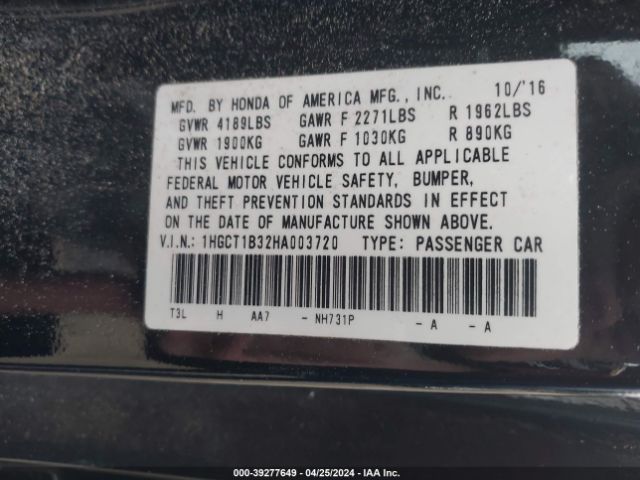 MFD. BY HONDA OF AMERICA MFG., INC. 10/'16
GVWR 4189LBS GAWR F 2271LBS R 1962LBS
GVWR 1900KG GAWR F 1030KG R 890KG
THIS VEHICLE CONFORMS TO ALL APPLICABLE
FEDERAL MOTOR VEHICLE SAFETY, BUMPER,
AND THEFT PREVENTION STANDARDS IN EFFECT
ON THE DATE OF MANUFACTURE SHOWN ABOVE.
V.I.N.: 1HGCT1B32HA003720 TYPE: PASSENGER CAR
T3L H AA7 - NH731P - A - A
000-39277649 - 04/25/2024 - IAA Inc.